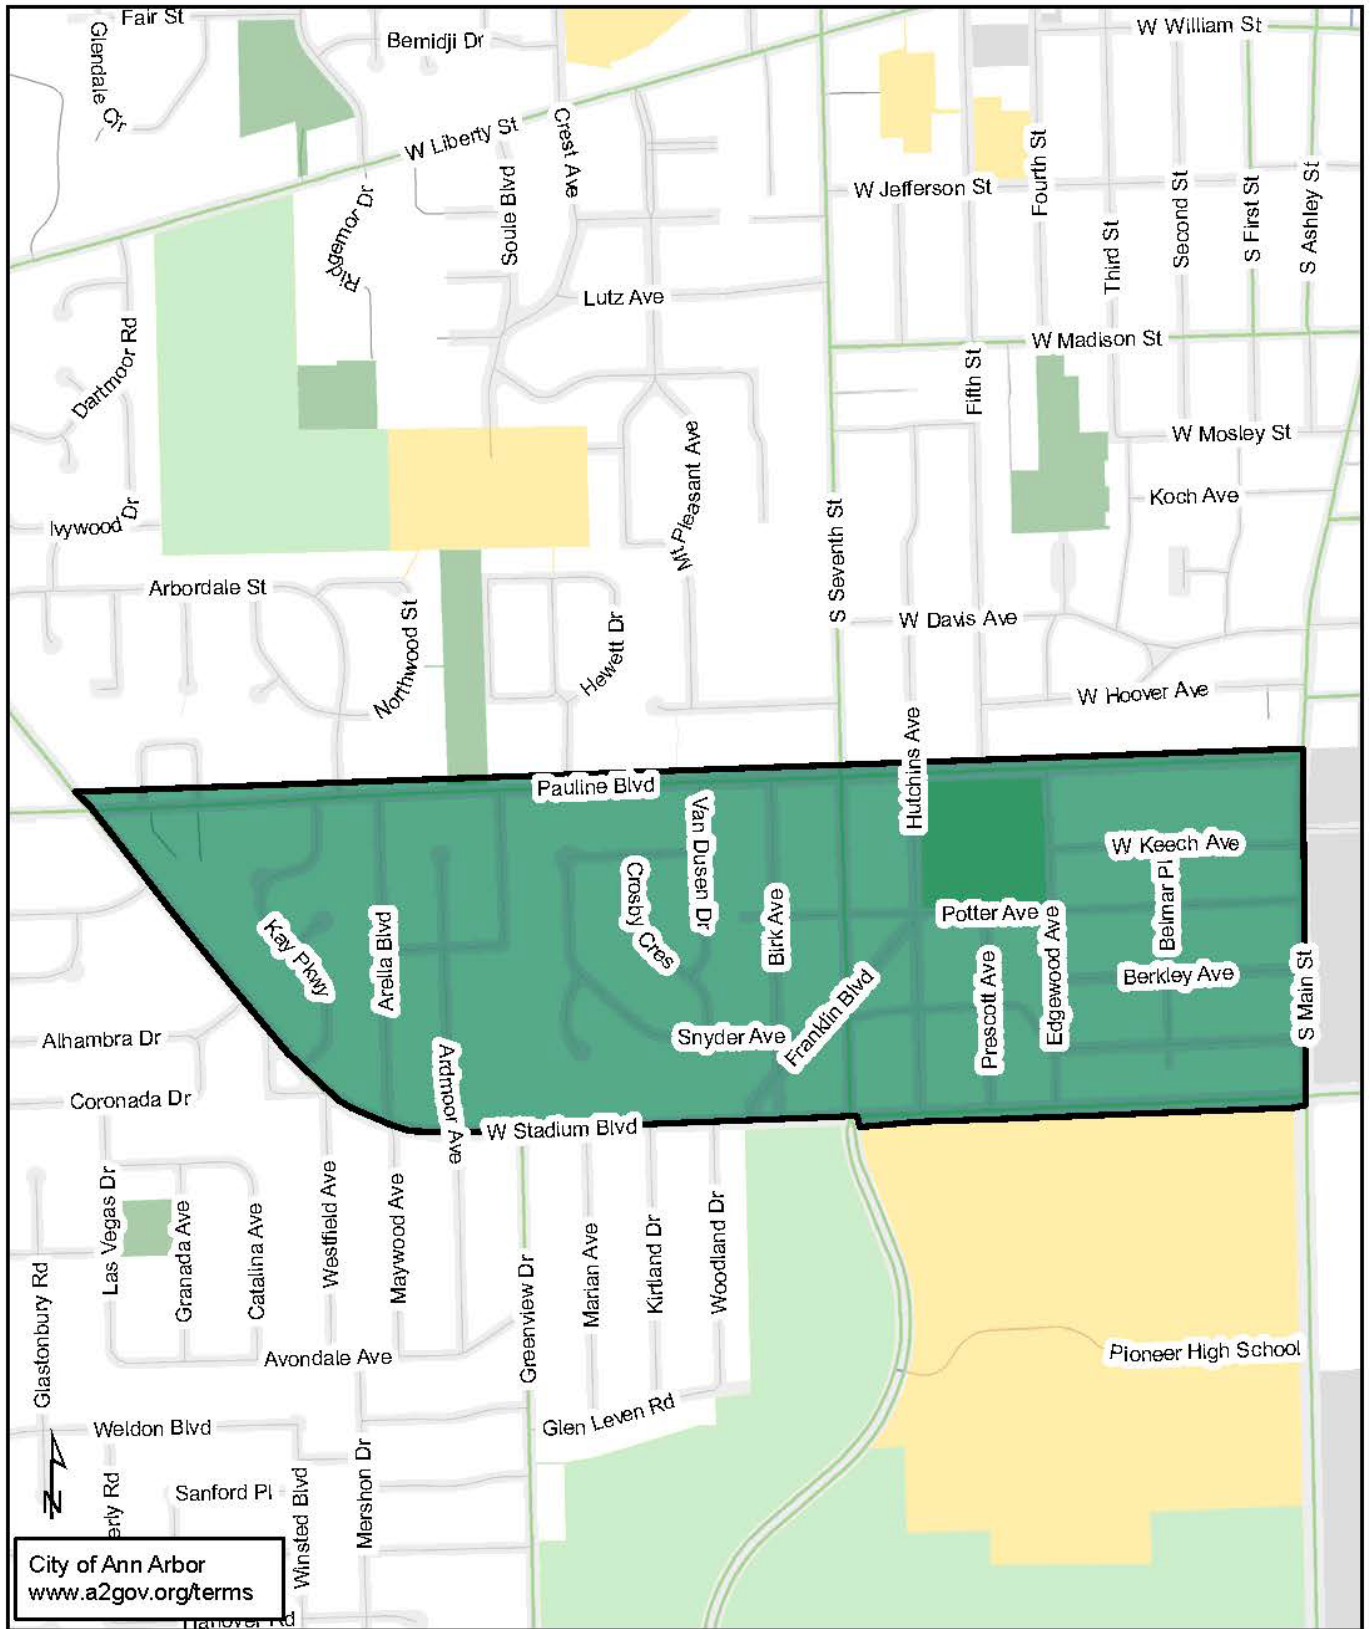 Fair St
Bemidji Dr
W William St
Glendale Cir
W Liberty St
Crest Ave
Fourth St
W Jefferson St
Soule Blvd
Ridgemor Dr
Second St
S First St
S Ashley St
Third St
Lutz Ave
W Madison St
Dartmoor Rd
Fifth St
W Mosley St
Mt Pleasant Ave
Koch Ave
Ivywood Dr
S Seventh St
Arbordale St
Northwood St
Hewett Dr
W Davis Ave
W Hoover Ave
Hutchins Ave
Pauline Blvd
Van Dusen Dr
W Keech Ave
Belmar Pl
Crosby Cres
Birk Ave
Potter Ave
Kay Pkwy
Arella Blvd
Edgewood Ave
Prescott Ave
Berkley Ave
S Main St
Franklin Blvd
Snyder Ave
Alhambra Dr
Coronada Dr
Ardmoor Ave
W Stadium Blvd
Las Vegas Dr
Granada Ave
Catalina Ave
Westfield Ave
Maywood Ave
Greenview Dr
Marian Ave
Kirtland Dr
Woodland Dr
Glastonbury Rd
Avondale Ave
Pioneer High School
Weldon Blvd
Glen Leven Rd
erly Rd
Sanford Pl
Winsted Blvd
Mershon Dr
N
City of Ann Arbor
www.a2gov.org/terms
Hanover Rd